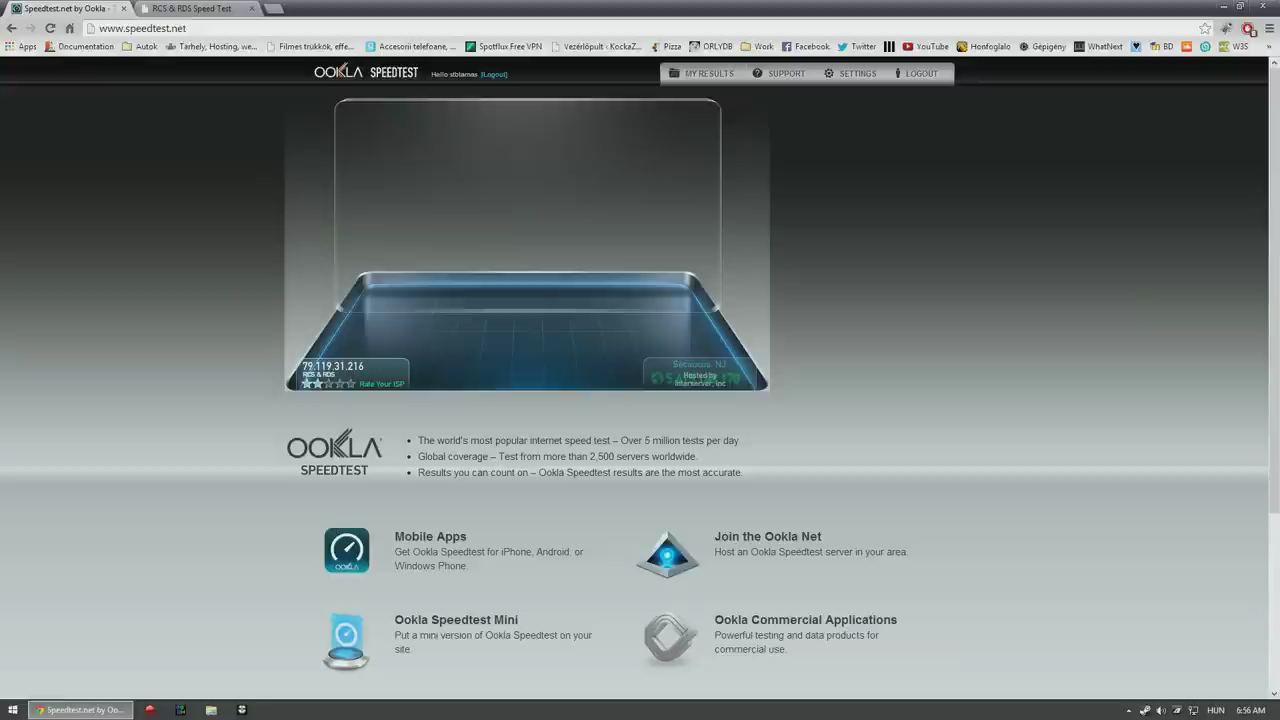 Speedtest.net by Ookla -
RCS & RDS Speed Test
www.speedtest.net
Apps
Documentation
Autok
Tárhely, Hosting, we...
Filmes trükkök, effe...
Accesorii telefoane, ...
Spotflux Free VPN
Vezérlőpult - KockaZ...
Pizza
ORLYDB
Work
Facebook
Twitter
YouTube
Honfoglaló
Gépigény
WhatNext
BD
W3S
»
OOKLA SPEEDTEST
Hello stbtamas [Logout]
MY RESULTS
SUPPORT
SETTINGS
LOGOUT
79.119.31.216
RCS & RDS
Rate Your ISP
Secaucus, NJ
Hosted by
Interserver, inc
OOKLA
SPEEDTEST
• The world's most popular internet speed test – Over 5 million tests per day
• Global coverage – Test from more than 2,500 servers worldwide.
• Results you can count on – Ookla Speedtest results are the most accurate.
OOKLA
Mobile Apps
Get Ookla Speedtest for iPhone, Android, or
Windows Phone.
Join the Ookla Net
Host an Ookla Speedtest server in your area.
Ookla Speedtest Mini
Put a mini version of Ookla Speedtest on your
site.
Ookla Commercial Applications
Powerful testing and data products for
commercial use.
Speedtest.net by Oo...
HUN
6:56 AM